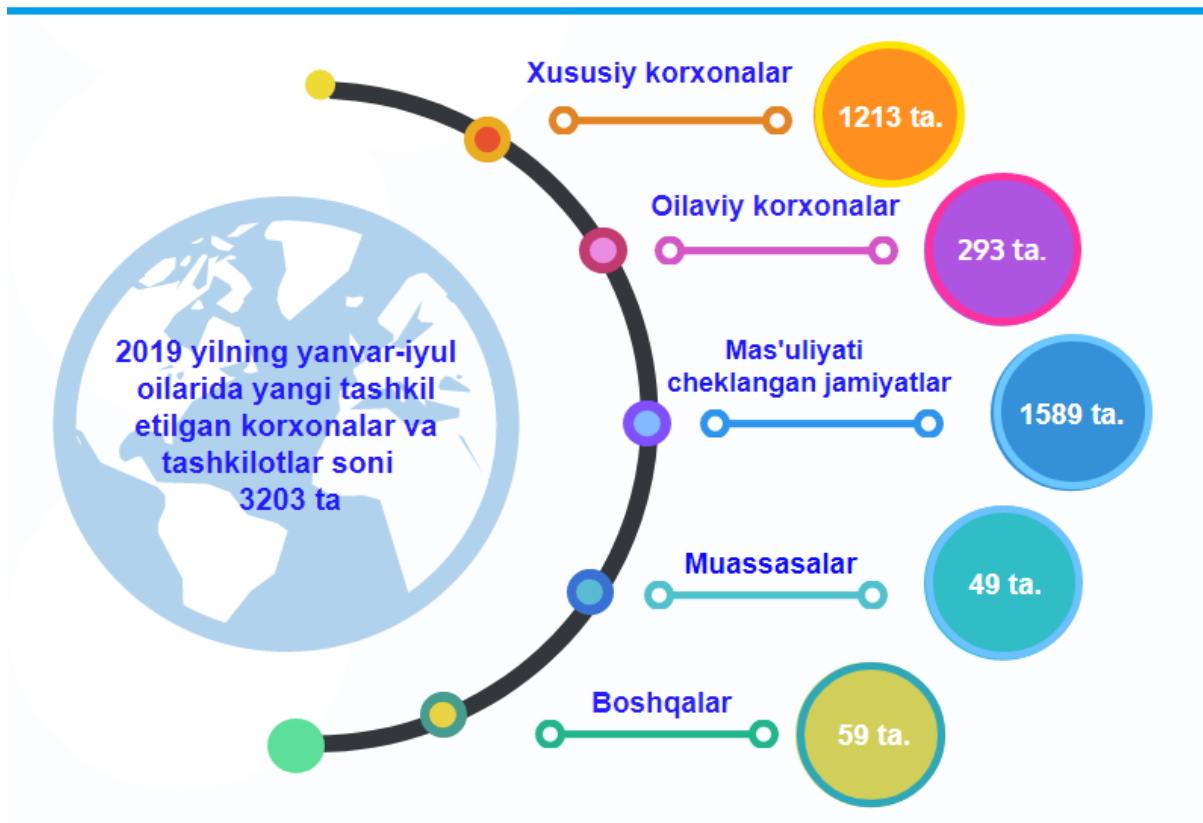 2019 yilning yanvar-iyul
oilarida yangi tashkil
etilgan korxonalar va
tashkilotlar soni
3203 ta
Xususiy korxonalar
1213 ta.
Oilaviy korxonalar
293 ta.
Mas'uliyati
cheklangan jamiyatlar
1589 ta.
Muassasalar
49 ta.
Boshqalar
59 ta.